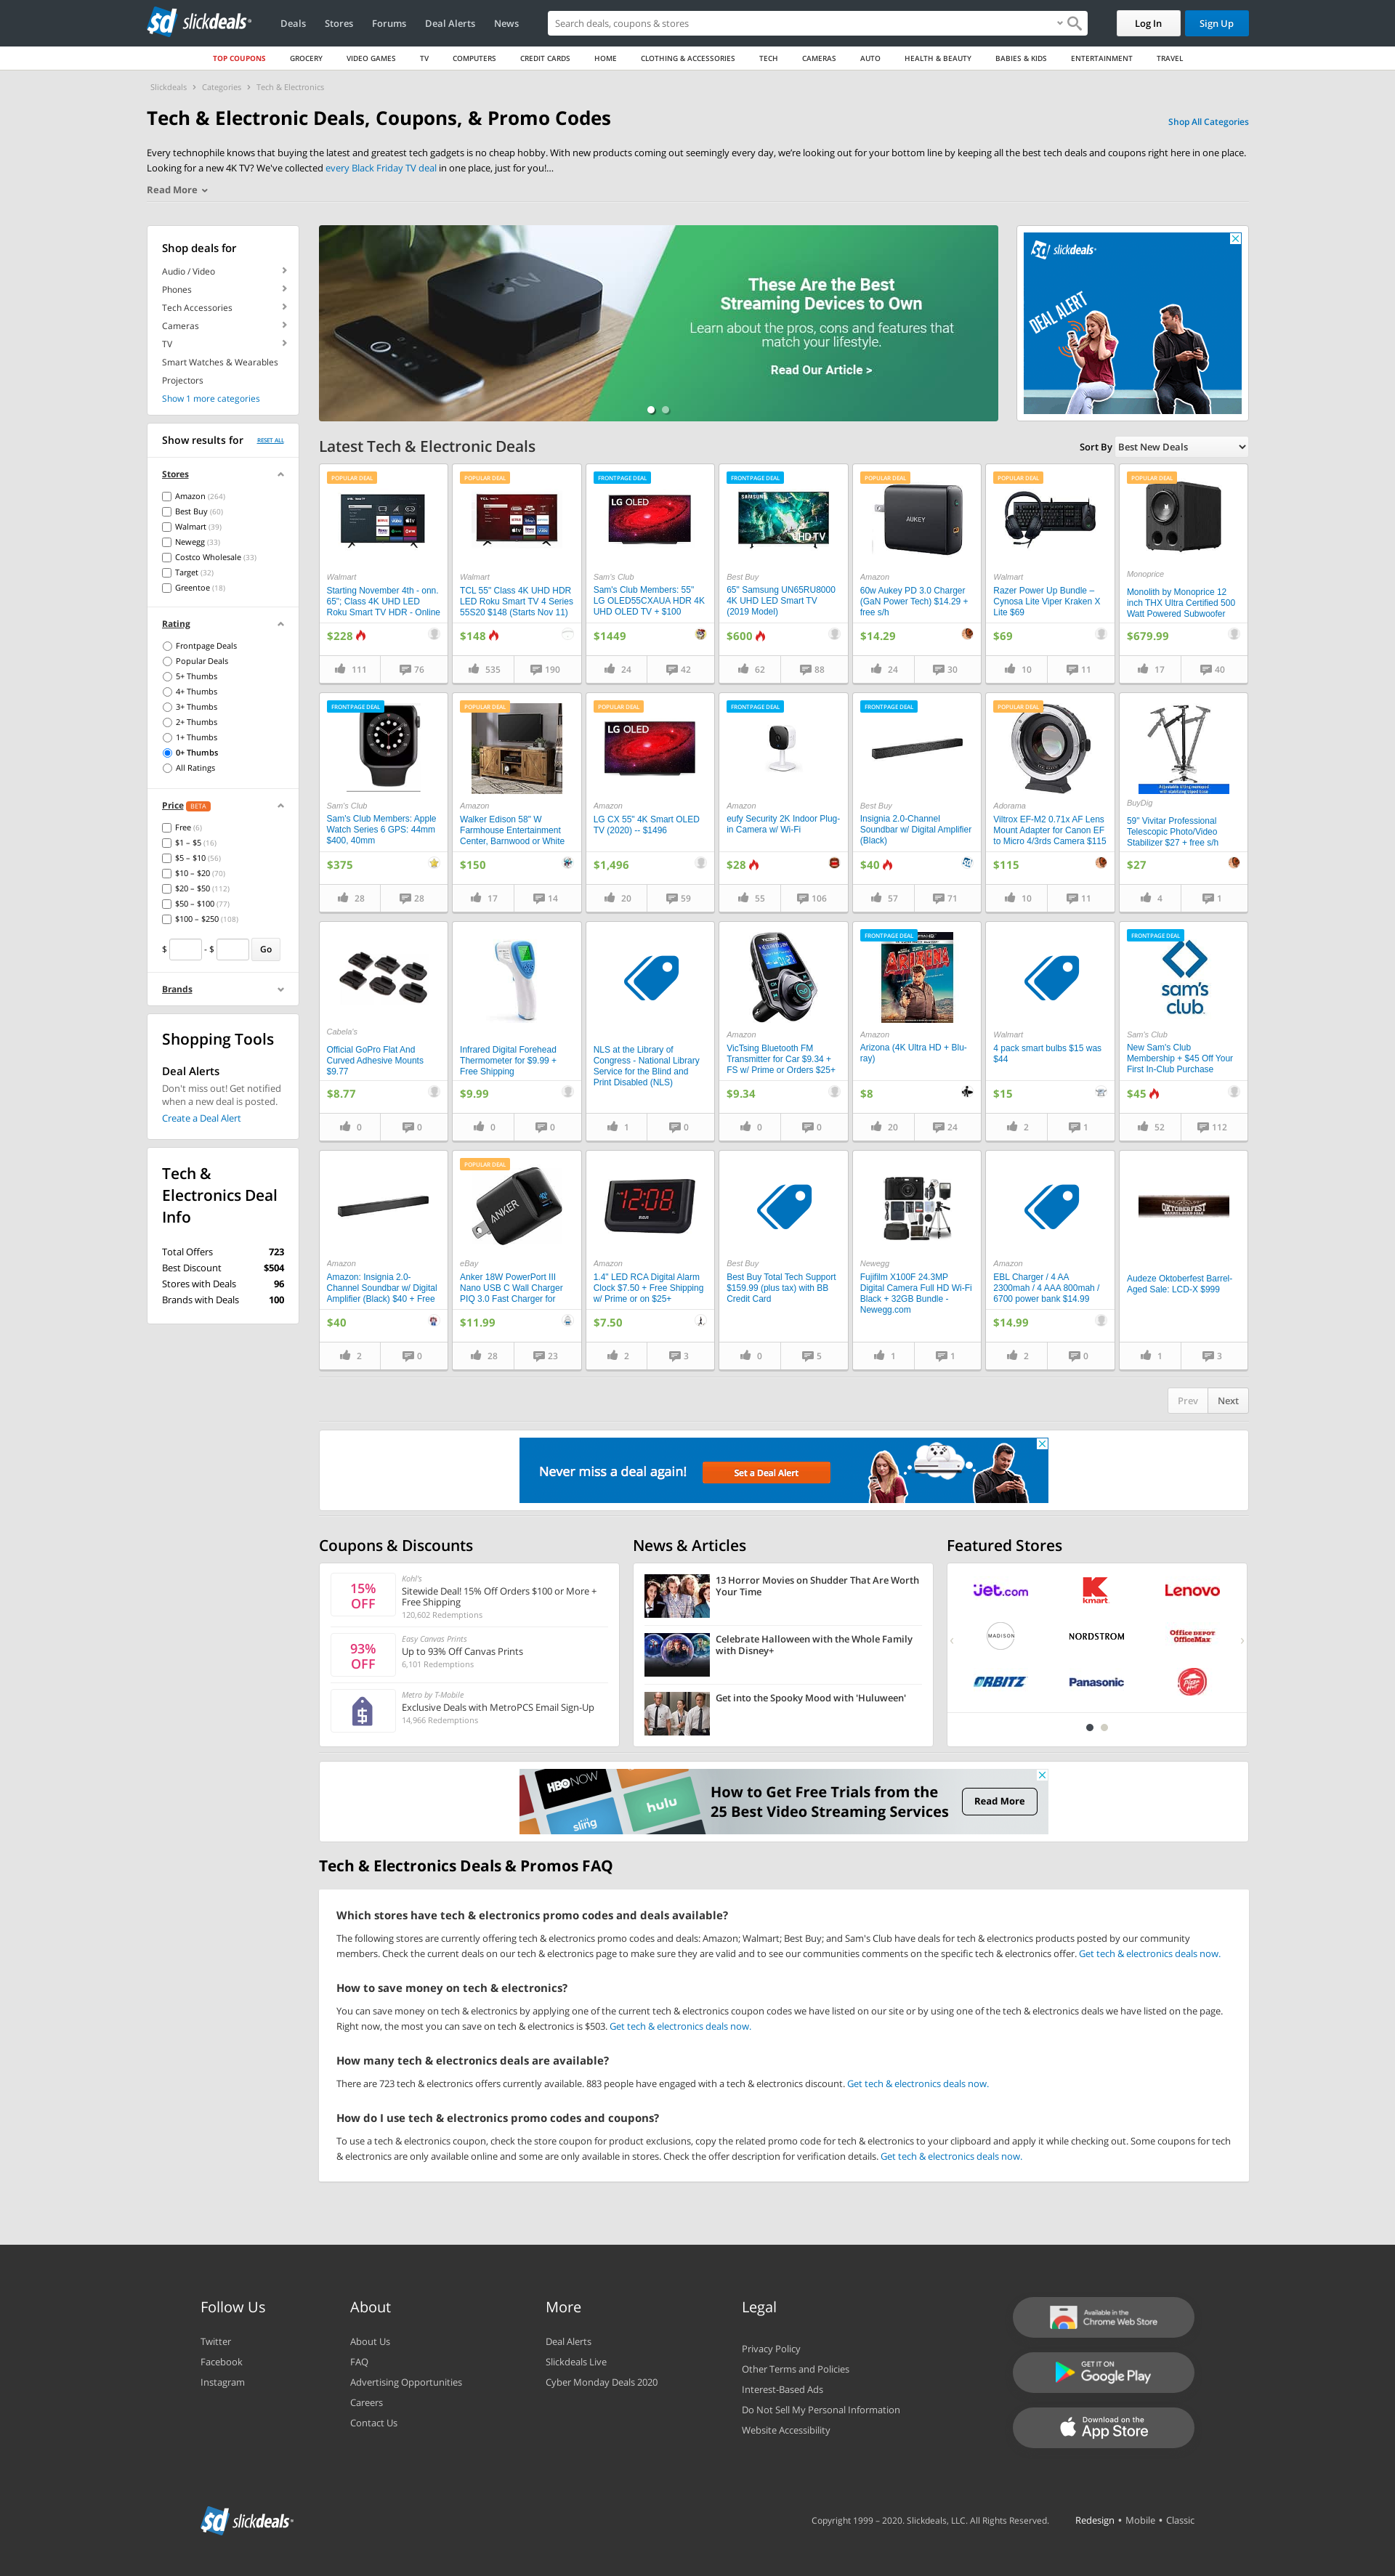 sd slickdeals
Deals
Stores
Forums
Deal Alerts
News
Search deals, coupons & stores
Log In
Sign Up
TOP COUPONS
GROCERY
VIDEO GAMES
TV
COMPUTERS
CREDIT CARDS
HOME
CLOTHING & ACCESSORIES
TECH
CAMERAS
AUTO
HEALTH & BEAUTY
BABIES & KIDS
ENTERTAINMENT
TRAVEL
Slickdeals › Categories › Tech & Electronics
Tech & Electronic Deals, Coupons, & Promo Codes
Shop All Categories
Every technophile knows that buying the latest and greatest tech gadgets is no cheap hobby. With new products coming out seemingly every day, we're looking out for your bottom line by keeping all the best tech deals and coupons right here in one place.
Looking for a new 4K TV? We've collected every Black Friday TV deal in one place, just for you!...
Read More
Shop deals for
Audio / Video
Phones
Tech Accessories
Cameras
TV
Smart Watches & Wearables
Projectors
Show 1 more categories
Show results for
RESET ALL
Stores
Amazon (264)
Best Buy (60)
Walmart (39)
Newegg (33)
Costco Wholesale (33)
Target (32)
Greentoe (18)
Rating
Frontpage Deals
Popular Deals
5+ Thumbs
4+ Thumbs
3+ Thumbs
2+ Thumbs
1+ Thumbs
0+ Thumbs
All Ratings
Price BETA
Free (6)
$1 – $5 (16)
$5 – $10 (56)
$10 – $20 (70)
$20 – $50 (112)
$50 – $100 (77)
$100 – $250 (108)
$ - $ Go
Brands
Shopping Tools
Deal Alerts
Don't miss out! Get notified
when a new deal is posted.
Create a Deal Alert
Tech &
Electronics Deal
Info
Total Offers 723
Best Discount $504
Stores with Deals 96
Brands with Deals 100
tv
These Are the Best
Streaming Devices to Own
Learn about the pros, cons and features that
match your lifestyle.
Read Our Article >
sd slickdeals
DEAL ALERT
Latest Tech & Electronic Deals
Sort By Best New Deals
POPULAR DEAL
Walmart
Starting November 4th - onn.
65"; Class 4K UHD LED
Roku Smart TV HDR - Online
$228
111 76
POPULAR DEAL
Walmart
TCL 55" Class 4K UHD HDR
LED Roku Smart TV 4 Series
55S20 $148 (Starts Nov 11)
$148
535 190
FRONTPAGE DEAL
LG OLED
Sam's Club
Sam's Club Members: 55"
LG OLED55CXAUA HDR 4K
UHD OLED TV + $100
$1449
24 42
FRONTPAGE DEAL
SAMSUNG
UHD TV
Best Buy
65" Samsung UN65RU8000
4K UHD LED Smart TV
(2019 Model)
$600
62 88
POPULAR DEAL
AUKEY
Amazon
60w Aukey PD 3.0 Charger
(GaN Power Tech) $14.29 +
free s/h
$14.29
24 30
POPULAR DEAL
Walmart
Razer Power Up Bundle –
Cynosa Lite Viper Kraken X
Lite $69
$69
10 11
POPULAR DEAL
Monoprice
Monolith by Monoprice 12
inch THX Ultra Certified 500
Watt Powered Subwoofer
$679.99
17 40
FRONTPAGE DEAL
Sam's Club
Sam's Club Members: Apple
Watch Series 6 GPS: 44mm
$400, 40mm
$375
28 28
POPULAR DEAL
Amazon
Walker Edison 58" W
Farmhouse Entertainment
Center, Barnwood or White
$150
17 14
POPULAR DEAL
LG OLED
Amazon
LG CX 55" 4K Smart OLED
TV (2020) -- $1496
$1,496
20 59
FRONTPAGE DEAL
Amazon
eufy Security 2K Indoor Plug-
in Camera w/ Wi-Fi
$28
55 106
FRONTPAGE DEAL
Best Buy
Insignia 2.0-Channel
Soundbar w/ Digital Amplifier
(Black)
$40
57 71
POPULAR DEAL
Adorama
Viltrox EF-M2 0.71x AF Lens
Mount Adapter for Canon EF
to Micro 4/3rds Camera $115
$115
10 11
BuyDig
59" Vivitar Professional
Telescopic Photo/Video
Stabilizer $27 + free s/h
$27
4 1
Cabela's
Official GoPro Flat And
Curved Adhesive Mounts
$9.77
$8.77
0 0
Infrared Digital Forehead
Thermometer for $9.99 +
Free Shipping
$9.99
0 0
NLS at the Library of
Congress - National Library
Service for the Blind and
Print Disabled (NLS)
1 0
Amazon
VicTsing Bluetooth FM
Transmitter for Car $9.34 +
FS w/ Prime or Orders $25+
$9.34
0 0
FRONTPAGE DEAL
ARIZONA
Amazon
Arizona (4K Ultra HD + Blu-
ray)
$8
20 24
Walmart
4 pack smart bulbs $15 was
$44
$15
2 1
FRONTPAGE DEAL
sam's
club
Sam's Club
New Sam's Club
Membership + $45 Off Your
First In-Club Purchase
$45
52 112
Amazon
Amazon: Insignia 2.0-
Channel Soundbar w/ Digital
Amplifier (Black) $40 + Free
$40
2 0
POPULAR DEAL
ANKER
eBay
Anker 18W PowerPort III
Nano USB C Wall Charger
PIQ 3.0 Fast Charger for
$11.99
28 23
12:08
RCA
Amazon
1.4" LED RCA Digital Alarm
Clock $7.50 + Free Shipping
w/ Prime or on $25+
$7.50
2 3
Best Buy
Best Buy Total Tech Support
$159.99 (plus tax) with BB
Credit Card
0 5
Newegg
Fujifilm X100F 24.3MP
Digital Camera Full HD Wi-Fi
Black + 32GB Bundle -
Newegg.com
1 1
Amazon
EBL Charger / 4 AA
2300mah / 4 AAA 800mah /
6700 power bank $14.99
$14.99
2 0
OKTOBERFEST
Audeze Oktoberfest Barrel-
Aged Sale: LCD-X $999
1 3
Prev Next
Never miss a deal again!
Set a Deal Alert
Coupons & Discounts
15%
OFF
Kohl's
Sitewide Deal! 15% Off Orders $100 or More +
Free Shipping
120,602 Redemptions
93%
OFF
Easy Canvas Prints
Up to 93% Off Canvas Prints
6,101 Redemptions
Metro by T-Mobile
Exclusive Deals with MetroPCS Email Sign-Up
14,966 Redemptions
News & Articles
13 Horror Movies on Shudder That Are Worth
Your Time
Celebrate Halloween with the Whole Family
with Disney+
Get into the Spooky Mood with 'Huluween'
Featured Stores
jet.com
K
kmart
Lenovo
MADISON
NORDSTROM
Office DEPOT
OfficeMax
ORBITZ
Panasonic
HBO NOW
hulu
sling
How to Get Free Trials from the
25 Best Video Streaming Services
Read More
Tech & Electronics Deals & Promos FAQ
Which stores have tech & electronics promo codes and deals available?
The following stores are currently offering tech & electronics promo codes and deals: Amazon; Walmart; Best Buy; and Sam's Club have deals for tech & electronics products posted by our community
members. Check the current deals on our tech & electronics page to make sure they are valid and to see our communities comments on the specific tech & electronics offer. Get tech & electronics deals now.
How to save money on tech & electronics?
You can save money on tech & electronics by applying one of the current tech & electronics coupon codes we have listed on our site or by using one of the tech & electronics deals we have listed on the page.
Right now, the most you can save on tech & electronics is $503. Get tech & electronics deals now.
How many tech & electronics deals are available?
There are 723 tech & electronics offers currently available. 883 people have engaged with a tech & electronics discount. Get tech & electronics deals now.
How do I use tech & electronics promo codes and coupons?
To use a tech & electronics coupon, check the store coupon for product exclusions, copy the related promo code for tech & electronics to your clipboard and apply it while checking out. Some coupons for tech
& electronics are only available online and some are only available in stores. Check the offer description for verification details. Get tech & electronics deals now.
Follow Us
Twitter
Facebook
Instagram
About
About Us
FAQ
Advertising Opportunities
Careers
Contact Us
More
Deal Alerts
Slickdeals Live
Cyber Monday Deals 2020
Legal
Privacy Policy
Other Terms and Policies
Interest-Based Ads
Do Not Sell My Personal Information
Website Accessibility
Available in the
Chrome Web Store
GET IT ON
Google Play
Download on the
App Store
sd slickdeals
Copyright 1999 – 2020. Slickdeals, LLC. All Rights Reserved.
Redesign • Mobile • Classic